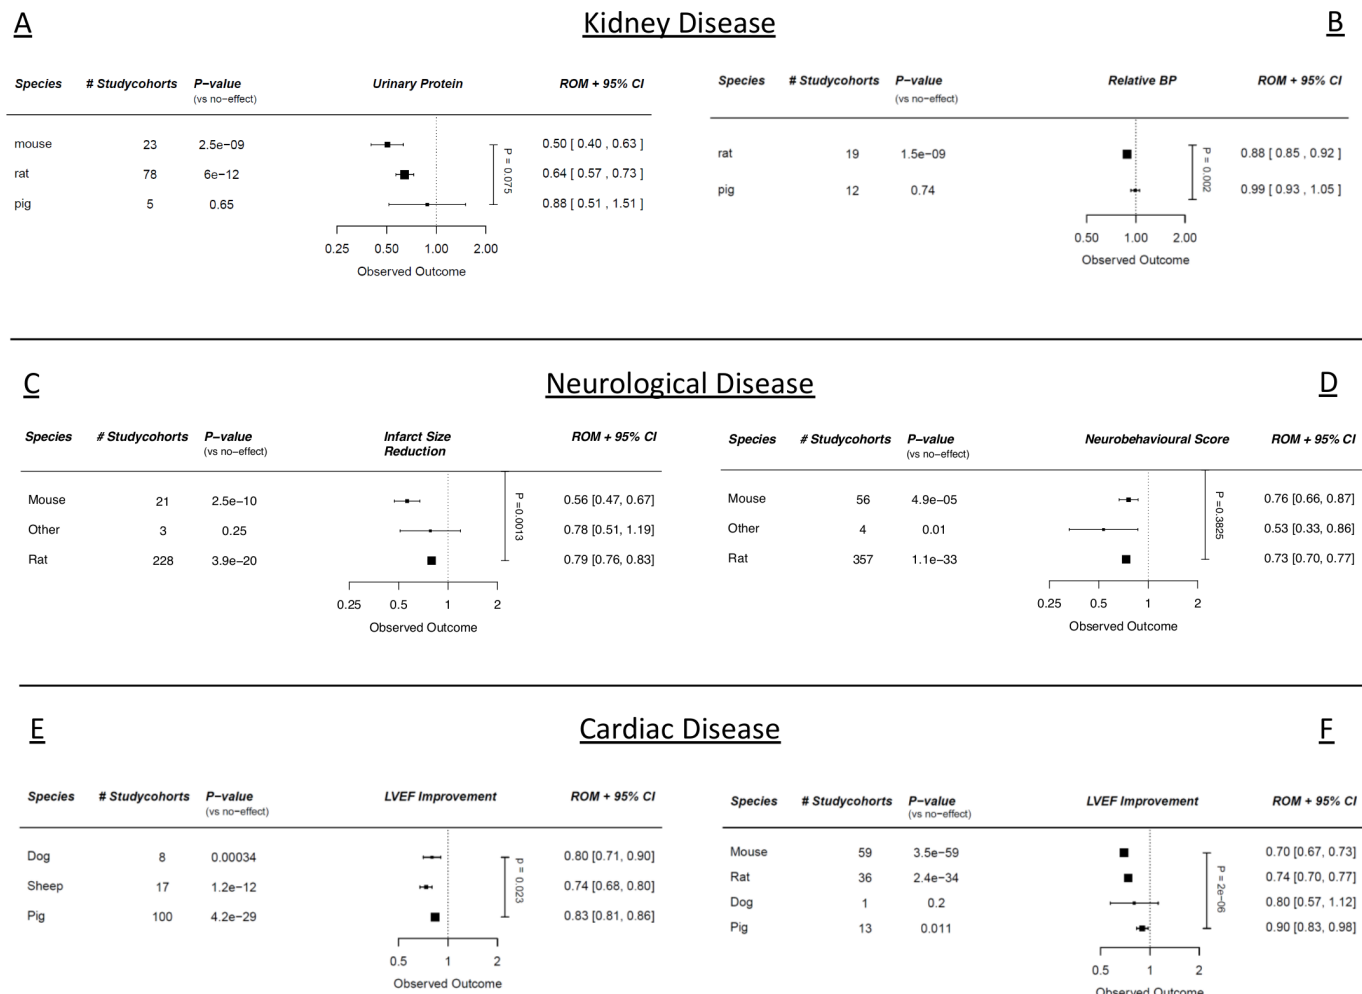 A Kidney Disease B
Species # Studycohorts P−value Urinary Protein ROM + 95% CI
(vs no−effect)
mouse 23 2.5e−09 0.50 [ 0.40 , 0.63 ]
rat 78 6e−12 0.64 [ 0.57 , 0.73 ]
pig 5 0.65 0.88 [ 0.51 , 1.51 ]
P = 0.075
0.25 0.50 1.00 2.00
Observed Outcome
Species # Studycohorts P−value Relative BP ROM + 95% CI
(vs no−effect)
rat 19 1.5e−09 0.88 [ 0.85 , 0.92 ]
pig 12 0.74 0.99 [ 0.93 , 1.05 ]
P = 0.002
0.50 1.00 2.00
Observed Outcome
C Neurological Disease D
Species # Studycohorts P−value Infarct Size ROM + 95% CI
(vs no−effect) Reduction
Mouse 21 2.5e−10 0.56 [0.47, 0.67]
Other 3 0.25 0.78 [0.51, 1.19]
Rat 228 3.9e−20 0.79 [0.76, 0.83]
P =0.0013
0.25 0.5 1 2
Observed Outcome
Species # Studycohorts P−value Neurobehavioural Score ROM + 95% CI
(vs no−effect)
Mouse 56 4.9e−05 0.76 [0.66, 0.87]
Other 4 0.01 0.53 [0.33, 0.86]
Rat 357 1.1e−33 0.73 [0.70, 0.77]
P =0.3825
0.25 0.5 1 2
Observed Outcome
E Cardiac Disease F
Species # Studycohorts P−value LVEF Improvement ROM + 95% CI
(vs no−effect)
Dog 8 0.00034 0.80 [0.71, 0.90]
Sheep 17 1.2e−12 0.74 [0.68, 0.80]
Pig 100 4.2e−29 0.83 [0.81, 0.86]
p = 0.023
0.5 1 2
Observed Outcome
Species # Studycohorts P−value LVEF Improvement ROM + 95% CI
(vs no−effect)
Mouse 59 3.5e−59 0.70 [0.67, 0.73]
Rat 36 2.4e−34 0.74 [0.70, 0.77]
Dog 1 0.2 0.80 [0.57, 1.12]
Pig 13 0.011 0.90 [0.83, 0.98]
P = 2e−06
0.5 1 2
Observed Outcome